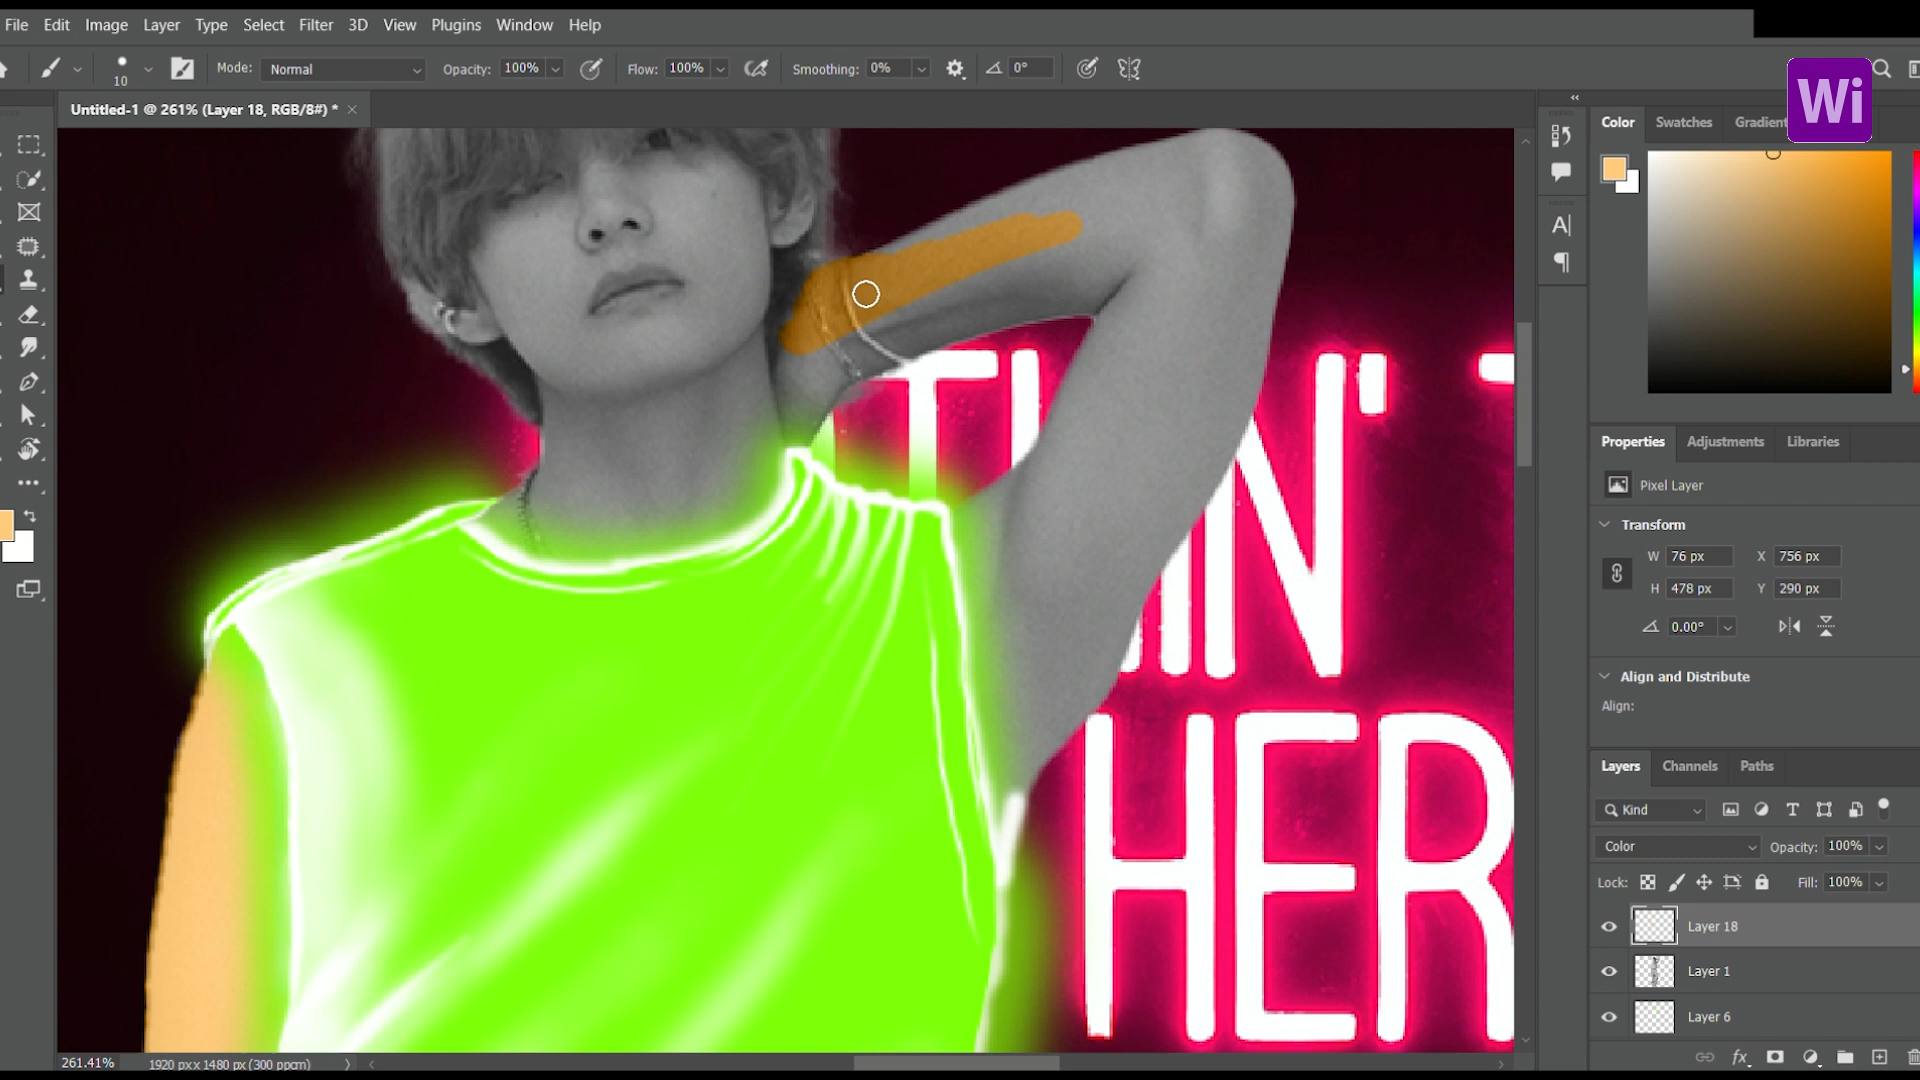 File Edit Image Layer Type Select Filter 3D View Plugins Window Help
10 Mode: Normal Opacity: 100% Flow: 100% Smoothing: 0% 0°
Wi
Untitled-1 @ 261% (Layer 18, RGB/8#) *
Color Swatches Gradient
THIN'
IN
HER
Properties Adjustments Libraries
Pixel Layer
Transform
W 76 px X 756 px
H 478 px Y 290 px
0.00°
Align and Distribute
Align:
Layers Channels Paths
Kind
Color Opacity: 100%
Lock: Fill: 100%
Layer 18
Layer 1
Layer 6
261.41% 1920 px x 1480 px (300 ppcm)